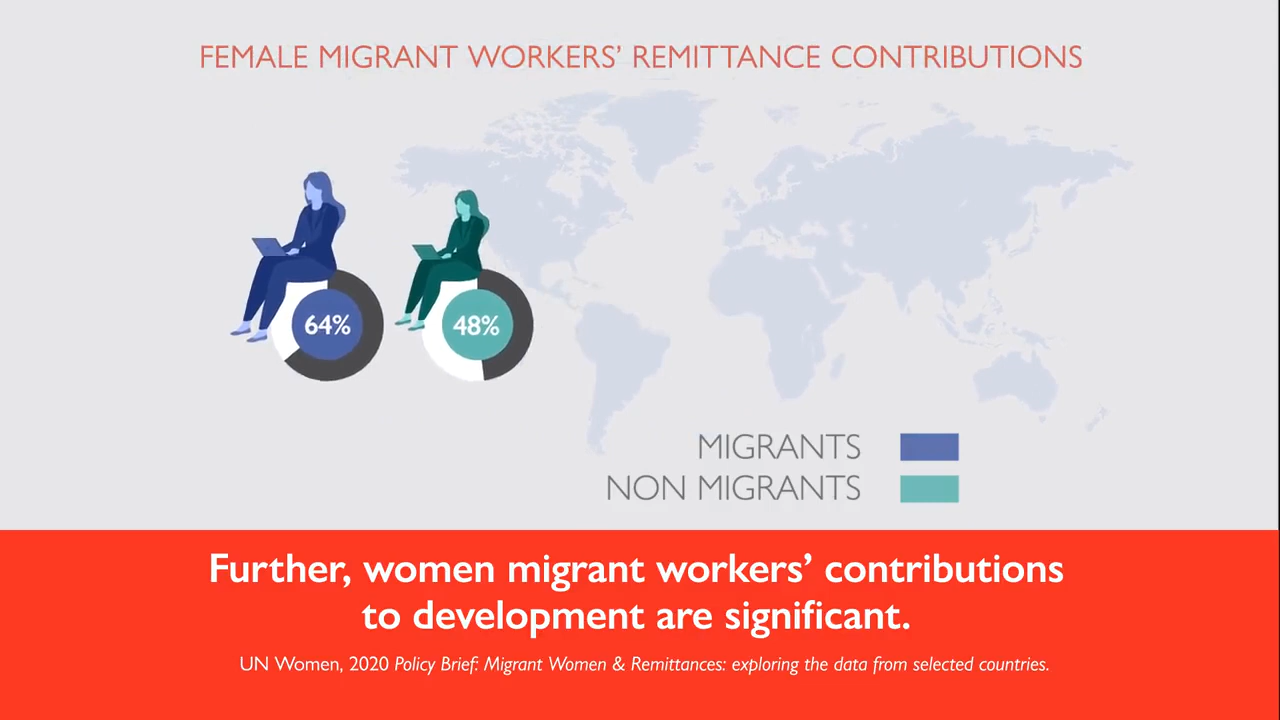 FEMALE MIGRANT WORKERS’ REMITTANCE CONTRIBUTIONS
64%
48%
MIGRANTS
NON MIGRANTS
Further, women migrant workers’ contributions
to development are significant.
UN Women, 2020 Policy Brief: Migrant Women & Remittances: exploring the data from selected countries.